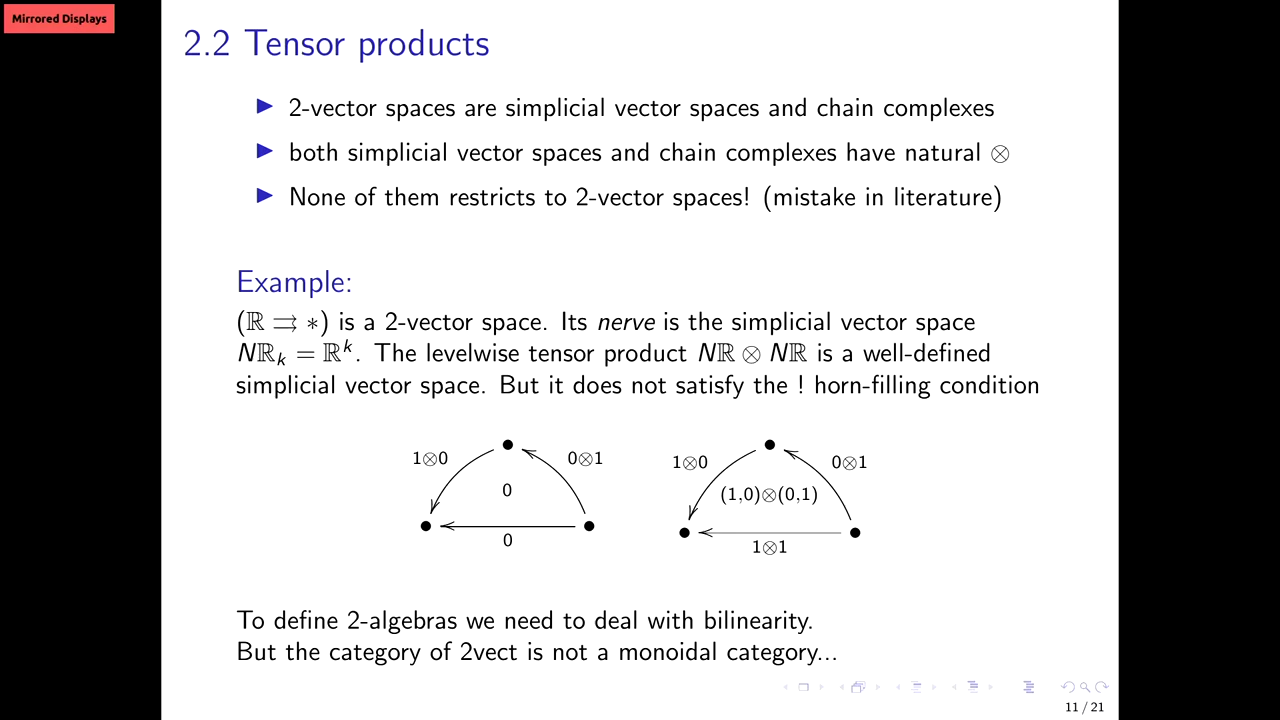 Mirrored Displays
2.2 Tensor products
▶ 2-vector spaces are simplicial vector spaces and chain complexes
▶ both simplicial vector spaces and chain complexes have natural ⊗
▶ None of them restricts to 2-vector spaces! (mistake in literature)
Example:
(ℝ ⇉ *) is a 2-vector space. Its nerve is the simplicial vector space
Nℝₖ = ℝᵏ. The levelwise tensor product Nℝ ⊗ Nℝ is a well-defined
simplicial vector space. But it does not satisfy the ! horn-filling condition
1⊗0 0⊗1
0
0
1⊗0 0⊗1
(1,0)⊗(0,1)
1⊗1
To define 2-algebras we need to deal with bilinearity.
But the category of 2vect is not a monoidal category...
11 / 21